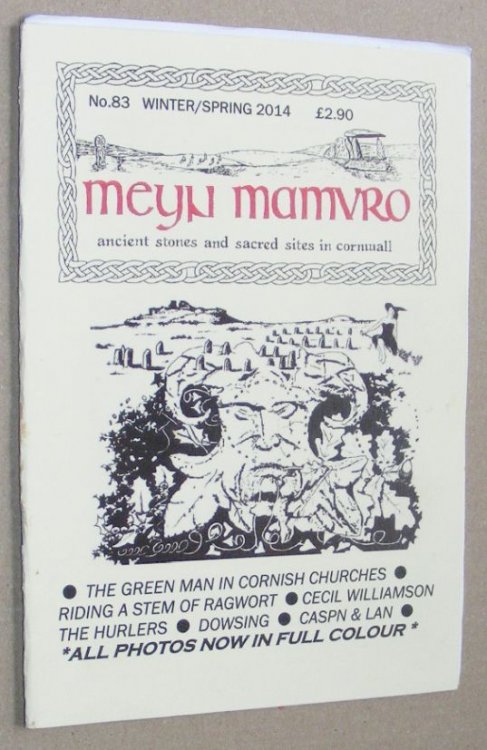 No.83 WINTER/SPRING 2014 £2.90
meyn mamvro
ancient stones and sacred sites in cornwall
● THE GREEN MAN IN CORNISH CHURCHES ●
RIDING A STEM OF RAGWORT ● CECIL WILLIAMSON
THE HURLERS ● DOWSING ● CASPN & LAN ●
*ALL PHOTOS NOW IN FULL COLOUR *